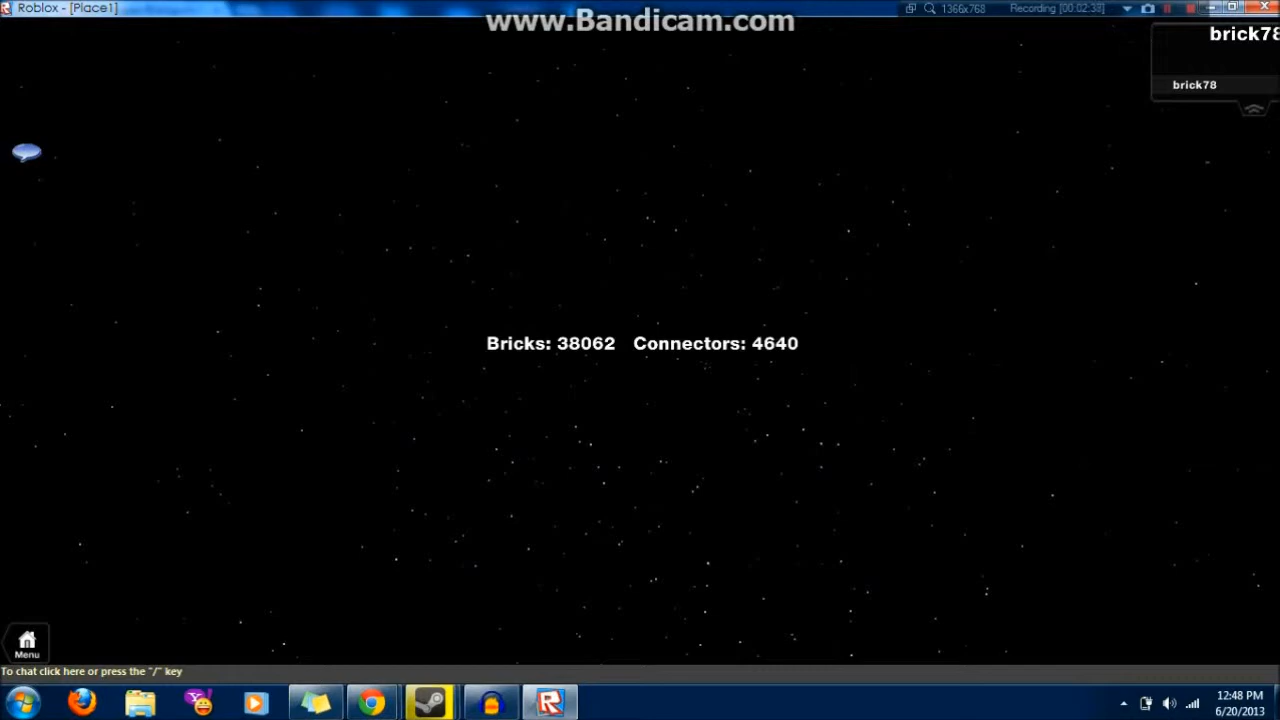 Roblox - [Place1]
www.Bandicam.com
1366x768
Recording [00:02:38]
brick78
brick78
Bricks: 38062 Connectors: 4640
Menu
To chat click here or press the "/" key
12:48 PM
6/20/2013